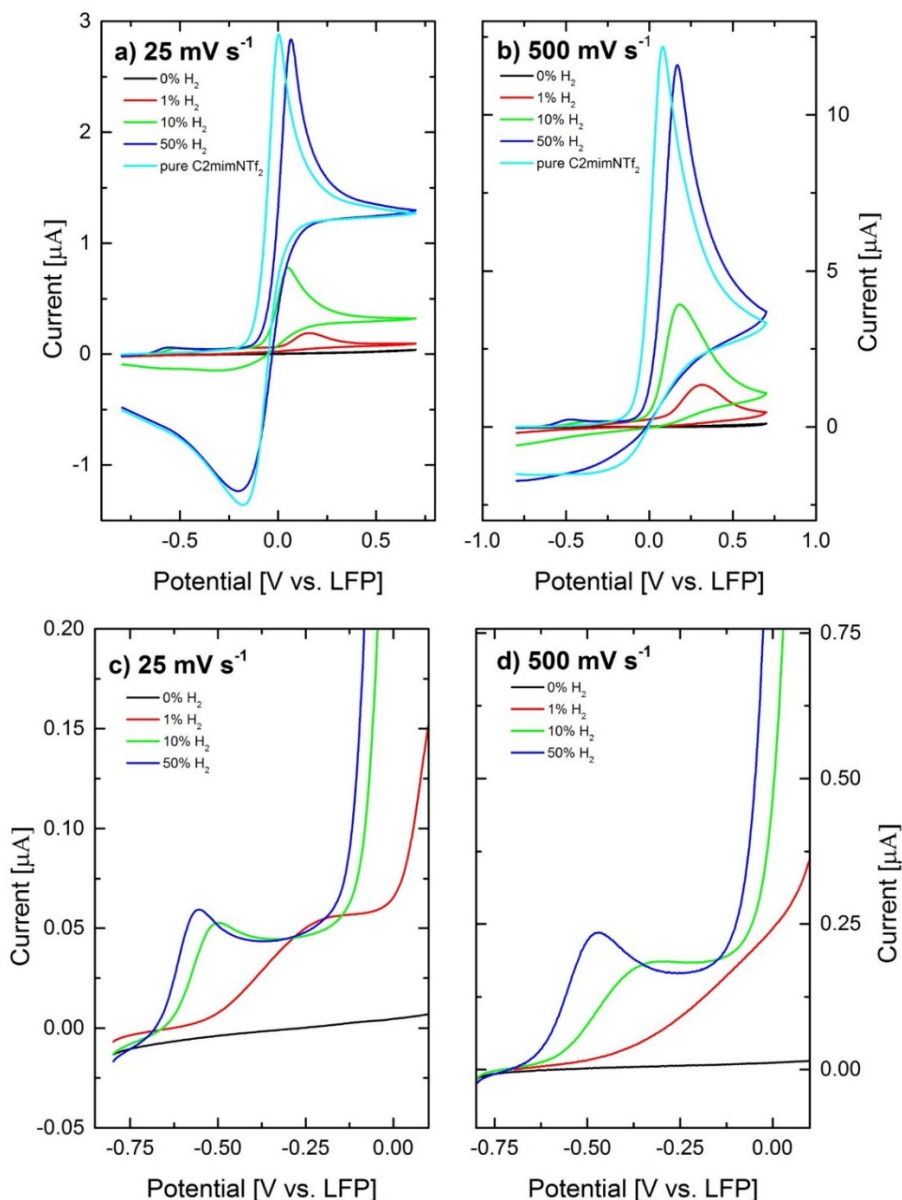 a) 25 mV s⁻¹
0% H₂
1% H₂
10% H₂
50% H₂
pure C2mimNTf₂
3
2
1
0
-1
Current [µA]
-0.5
0.0
0.5
Potential [V vs. LFP]
b) 500 mV s⁻¹
0% H₂
1% H₂
10% H₂
50% H₂
pure C2mimNTf₂
10
5
0
Current [µA]
-1.0
-0.5
0.0
0.5
1.0
Potential [V vs. LFP]
c) 25 mV s⁻¹
0% H₂
1% H₂
10% H₂
50% H₂
0.20
0.15
0.10
0.05
0.00
-0.05
Current [µA]
-0.75
-0.50
-0.25
0.00
Potential [V vs. LFP]
d) 500 mV s⁻¹
0% H₂
1% H₂
10% H₂
50% H₂
0.75
0.50
0.25
0.00
Current [µA]
-0.75
-0.50
-0.25
0.00
Potential [V vs. LFP]